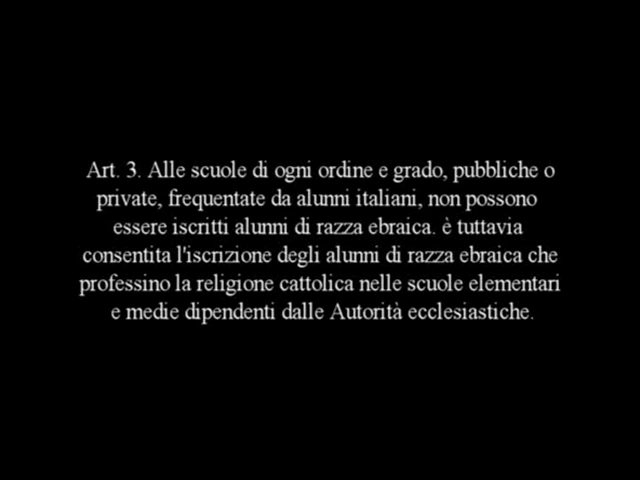 Art. 3. Alle scuole di ogni ordine e grado, pubbliche o
private, frequentate da alunni italiani, non possono
essere iscritti alunni di razza ebraica. è tuttavia
consentita l'iscrizione degli alunni di razza ebraica che
professino la religione cattolica nelle scuole elementari
e medie dipendenti dalle Autorità ecclesiastiche.